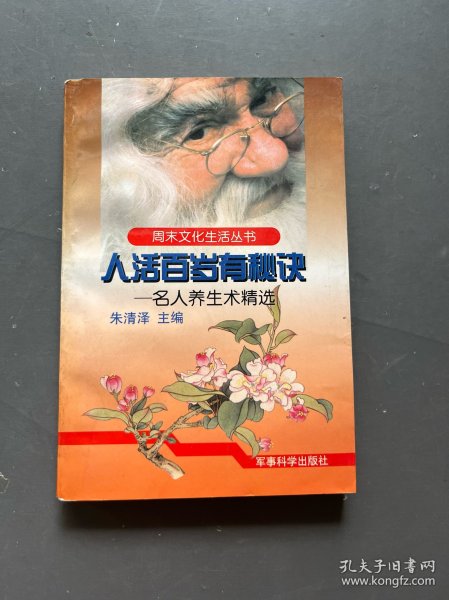 周末文化生活丛书
人活百岁有秘诀
—名人养生术精选
朱清泽 主编
军事科学出版社
孔夫子旧书网
www.kongfz.com